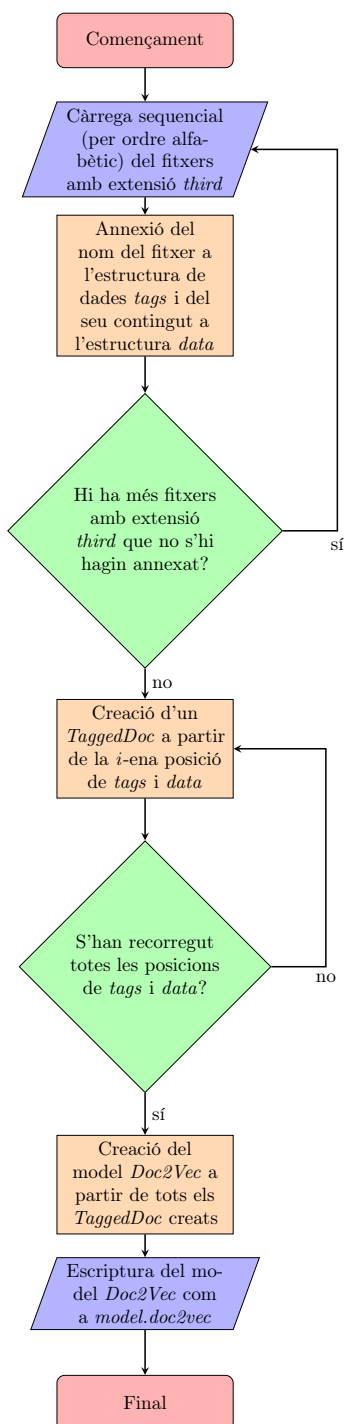 Començament
Càrrega sequencial
(per ordre alfa-
bètic) del fitxers
amb extensió third
Annexió del
nom del fitxer a
l'estructura de
dades tags i del
seu contingut a
l'estructura data
Hi ha més fitxers
amb extensió
third que no s'hi
hagin annexat?
sí
no
Creació d'un
TaggedDoc a partir
de la i-ena posició
de tags i data
S'han recorregut
totes les posicions
de tags i data?
no
sí
Creació del
model Doc2Vec a
partir de tots els
TaggedDoc creats
Escriptura del mo-
del Doc2Vec com
a model.doc2vec
Final